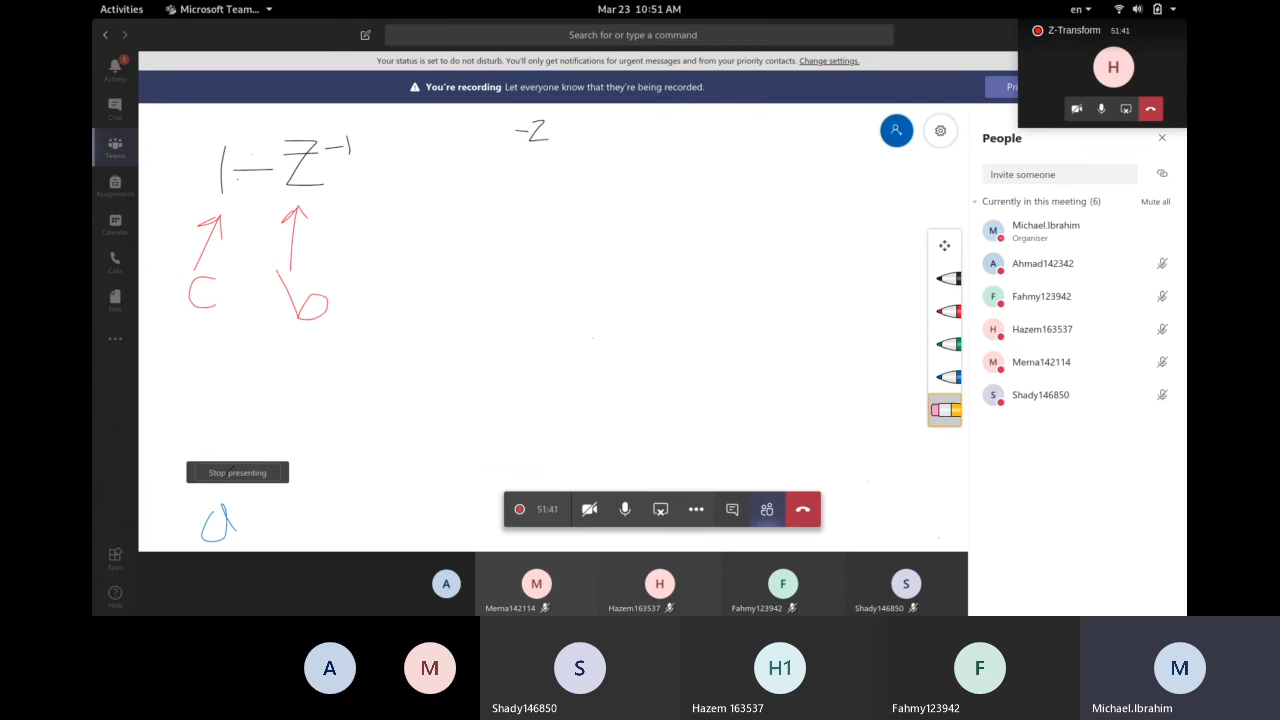 Activities
Microsoft Team...
Mar 23 10:51 AM
en
Search for or type a command
Z-Transform 51:41
H
Your status is set to do not disturb. You'll only get notifications for urgent messages and from your priority contacts. Change settings.
You're recording Let everyone know that they're being recorded.
Pri
Activity
Chat
Teams
Assignments
Calendar
Calls
Files
Apps
Help
1 - Z⁻¹
-2
C
b
a
Stop presenting
51:41
People
Invite someone
Currently in this meeting (6)
Mute all
M Michael.Ibrahim
Organiser
A Ahmad142342
F Fahmy123942
H Hazem163537
M Merna142114
S Shady146850
A M H F S
Merna142114 Hazem163537 Fahmy123942 Shady146850
A M S H1 F M
Shady146850 Hazem 163537 Fahmy123942 Michael.Ibrahim